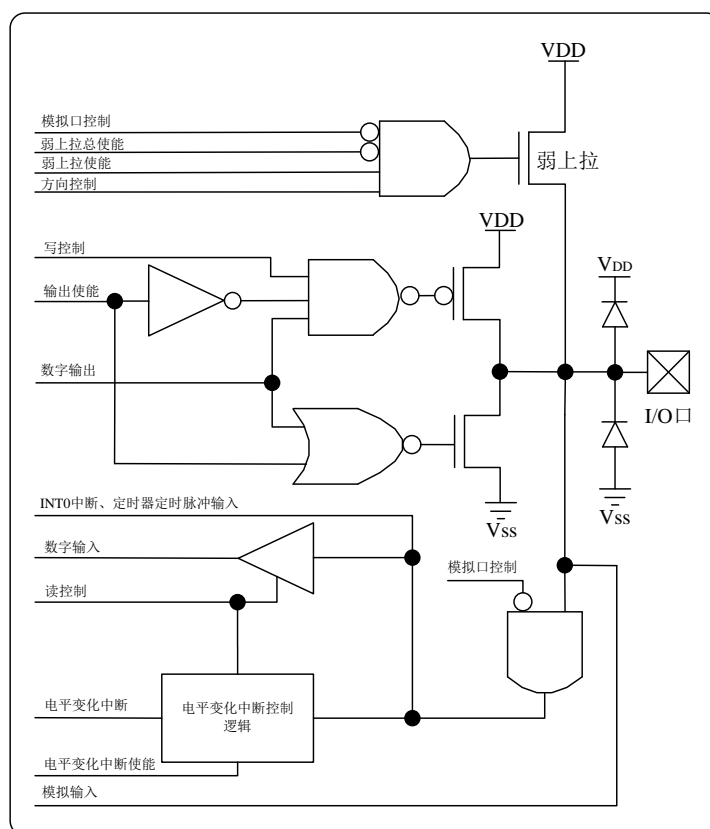 VDD
模拟口控制
弱上拉总使能
弱上拉使能
方向控制
弱上拉
VDD
写控制
输出使能
数字输出
VDD
I/O口
Vss
Vss
INT0中断、定时器定时脉冲输入
数字输入
读控制
模拟口控制
电平变化中断
电平变化中断控制
逻辑
电平变化中断使能
模拟输入